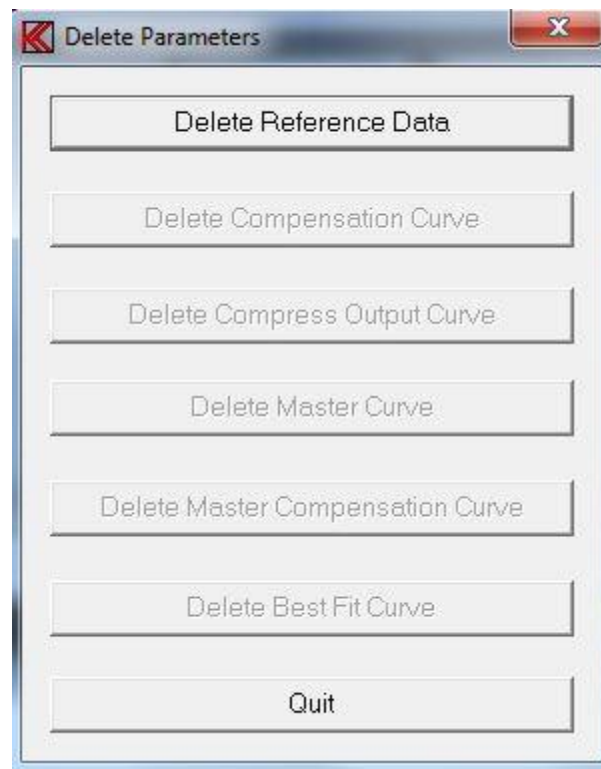 Delete Parameters
Delete Reference Data
Delete Compensation Curve
Delete Compress Output Curve
Delete Master Curve
Delete Master Compensation Curve
Delete Best Fit Curve
Quit